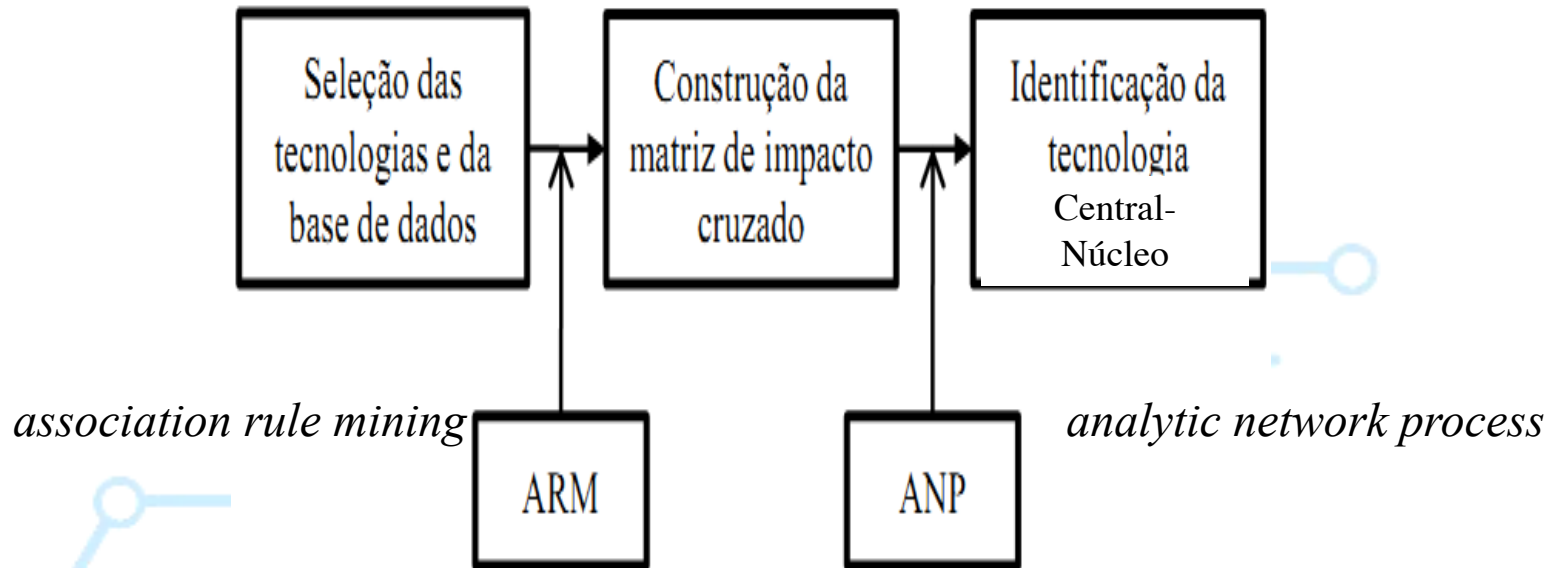 Seleção das
tecnologias e da
base de dados
Construção da
matriz de impacto
cruzado
Identificação da
tecnologia
Central-
Núcleo
association rule mining
ARM
ANP
analytic network process